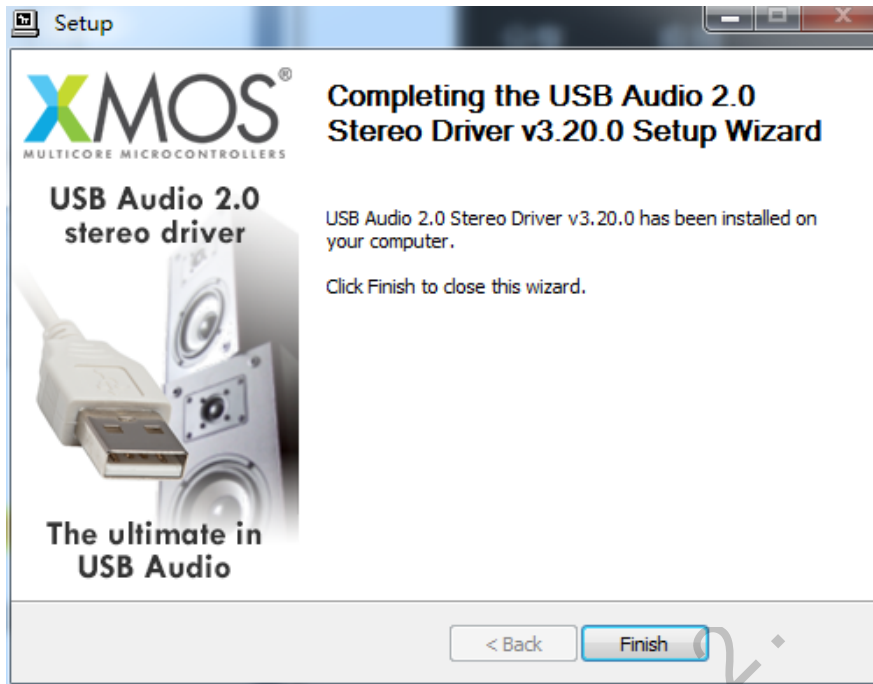 Setup
XMOS®
MULTICORE MICROCONTROLLERS
USB Audio 2.0
stereo driver
The ultimate in
USB Audio
Completing the USB Audio 2.0
Stereo Driver v3.20.0 Setup Wizard
USB Audio 2.0 Stereo Driver v3.20.0 has been installed on
your computer.
Click Finish to close this wizard.
< Back Finish